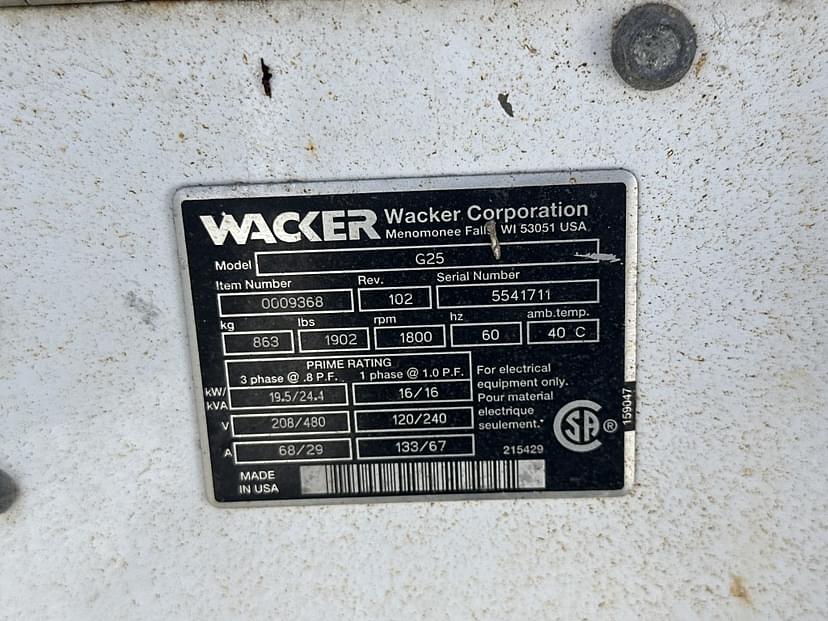 WACKER Wacker Corporation
Menomonee Falls, WI 53051 USA
Model G25
Item Number Rev. Serial Number
0009368 102 5541711
kg lbs rpm hz amb.temp.
863 1902 1800 60 40 C
PRIME RATING
3 phase @ .8 P.F. 1 phase @ 1.0 P.F.
kW/ kVA 19.5/24.4 16/16
V 208/480 120/240
A 68/29 133/67
For electrical
equipment only.
Pour material
electrique
seulement.
SA ®
159047
215429
MADE
IN USA